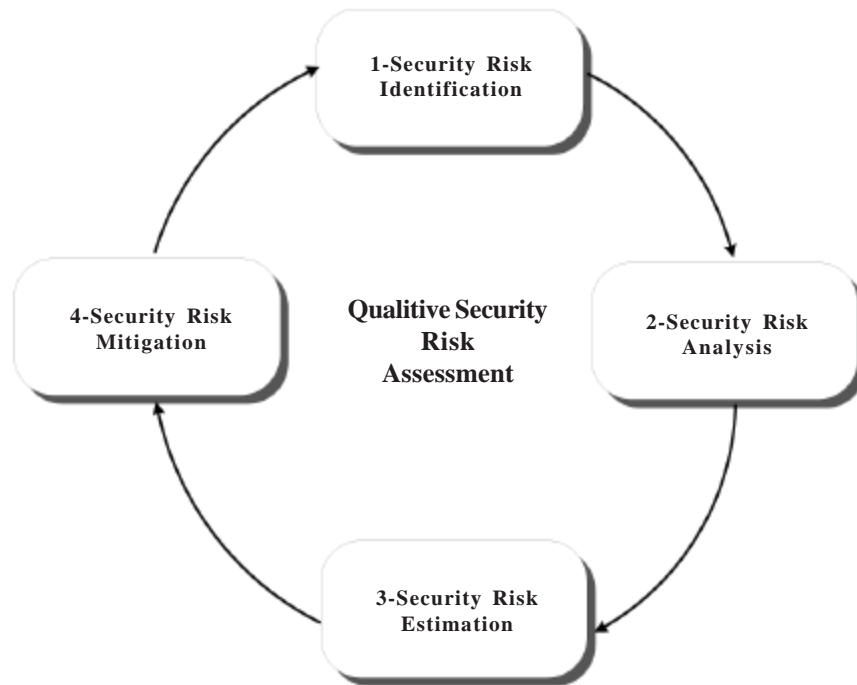 1-Security Risk
Identification
4-Security Risk
Mitigation
Qualitive Security
Risk
Assessment
2-Security Risk
Analysis
3-Security Risk
Estimation